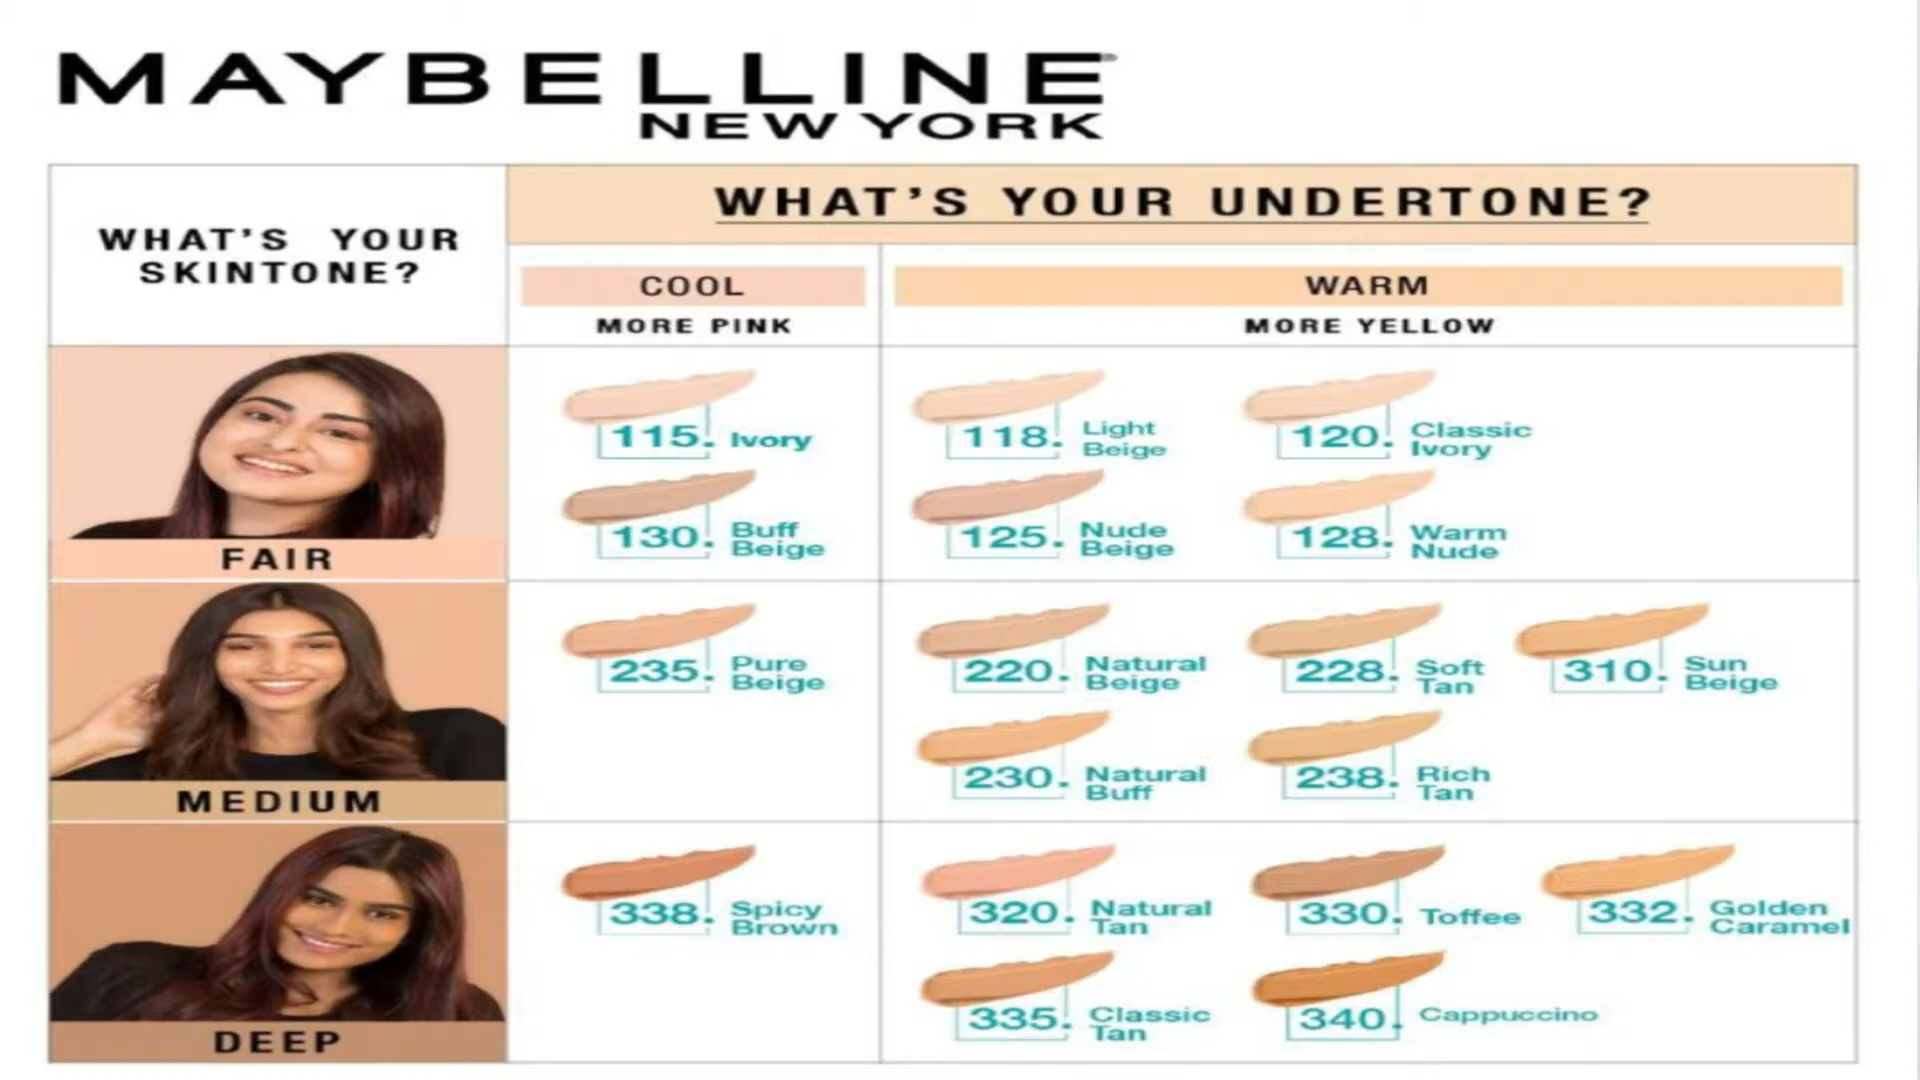 MAYBELLINE
NEW YORK
WHAT'S YOUR
SKINTONE?
WHAT'S YOUR UNDERTONE?
COOL
MORE PINK
WARM
MORE YELLOW
FAIR
115. Ivory
130. Buff
Beige
118. Light
Beige
120. Classic
Ivory
125. Nude
Beige
128. Warm
Nude
MEDIUM
235. Pure
Beige
220. Natural
Beige
228. Soft
Tan
310. Sun
Beige
230. Natural
Buff
238. Rich
Tan
DEEP
338. Spicy
Brown
320. Natural
Tan
330. Toffee
332. Golden
Caramel
335. Classic
Tan
340. Cappuccino